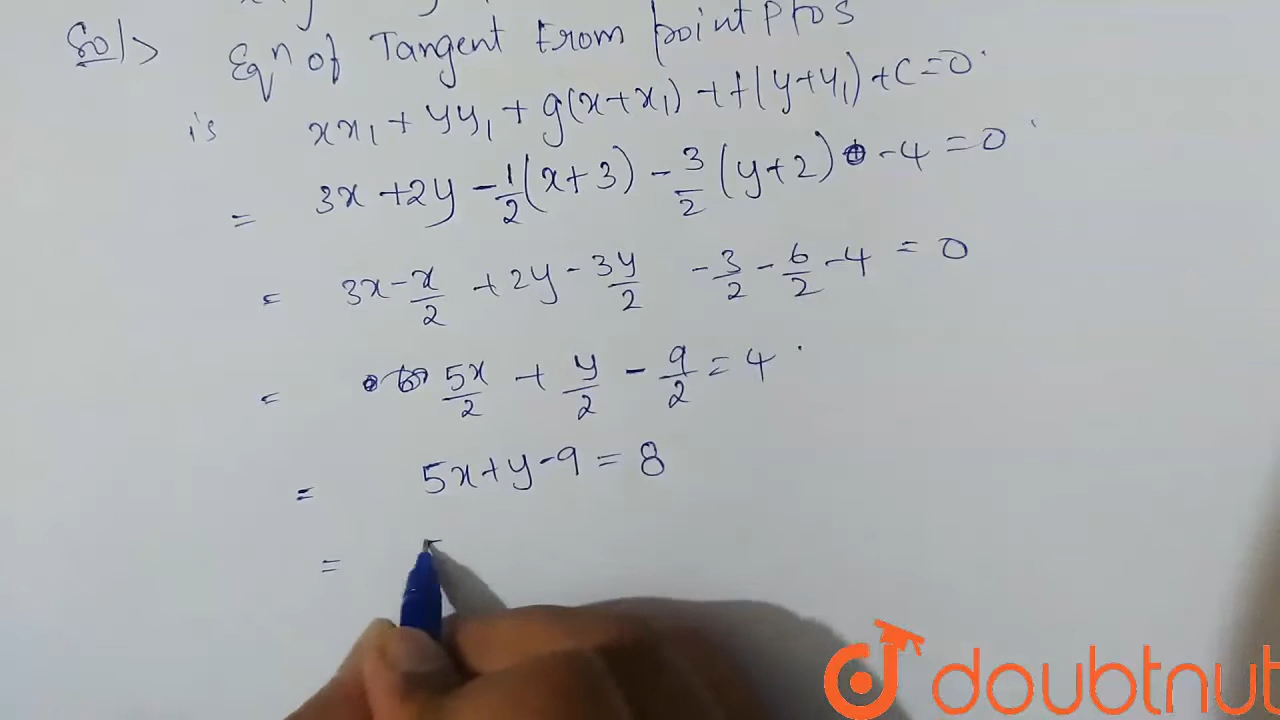 Sol>
Eqⁿ of Tangent from point P to S
is xx₁ + yy₁ + g(x+x₁) + f(y+y₁) + c = 0
= 3x + 2y - 1/2 (x+3) - 3/2 (y+2) - 4 = 0
= 3x - x/2 + 2y - 3y/2 - 3/2 - 6/2 - 4 = 0
= 5x/2 + y/2 - 9/2 = 4
= 5x + y - 9 = 8
=
doubtnut